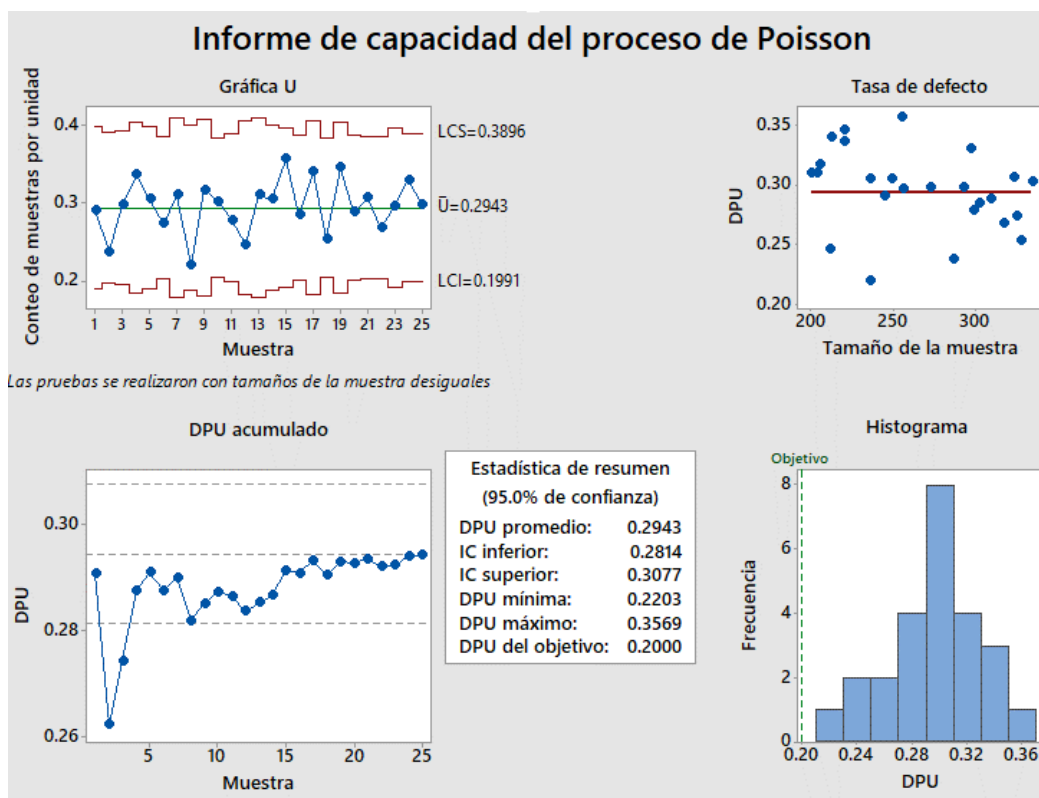 Informe de capacidad del proceso de Poisson
Gráfica U
Conteo de muestras por unidad
0.4
0.3
0.2
LCS=0.3896
Ū=0.2943
LCI=0.1991
1 3 5 7 9 11 13 15 17 19 21 23 25
Muestra
Las pruebas se realizaron con tamaños de la muestra desiguales
Tasa de defecto
DPU
0.35
0.30
0.25
0.20
200 250 300
Tamaño de la muestra
DPU acumulado
DPU
0.30
0.28
0.26
5 10 15 20 25
Muestra
Estadística de resumen
(95.0% de confianza)
DPU promedio: 0.2943
IC inferior: 0.2814
IC superior: 0.3077
DPU mínima: 0.2203
DPU máximo: 0.3569
DPU del objetivo: 0.2000
Histograma
Objetivo
Frecuencia
8
6
4
2
0
0.20 0.24 0.28 0.32 0.36
DPU